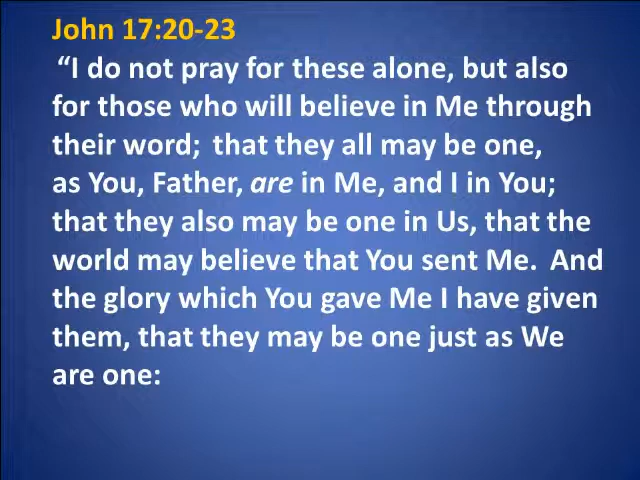 John 17:20-23
“I do not pray for these alone, but also
for those who will believe in Me through
their word;  that they all may be one,
as You, Father, are in Me, and I in You;
that they also may be one in Us, that the
world may believe that You sent Me.  And
the glory which You gave Me I have given
them, that they may be one just as We
are one: